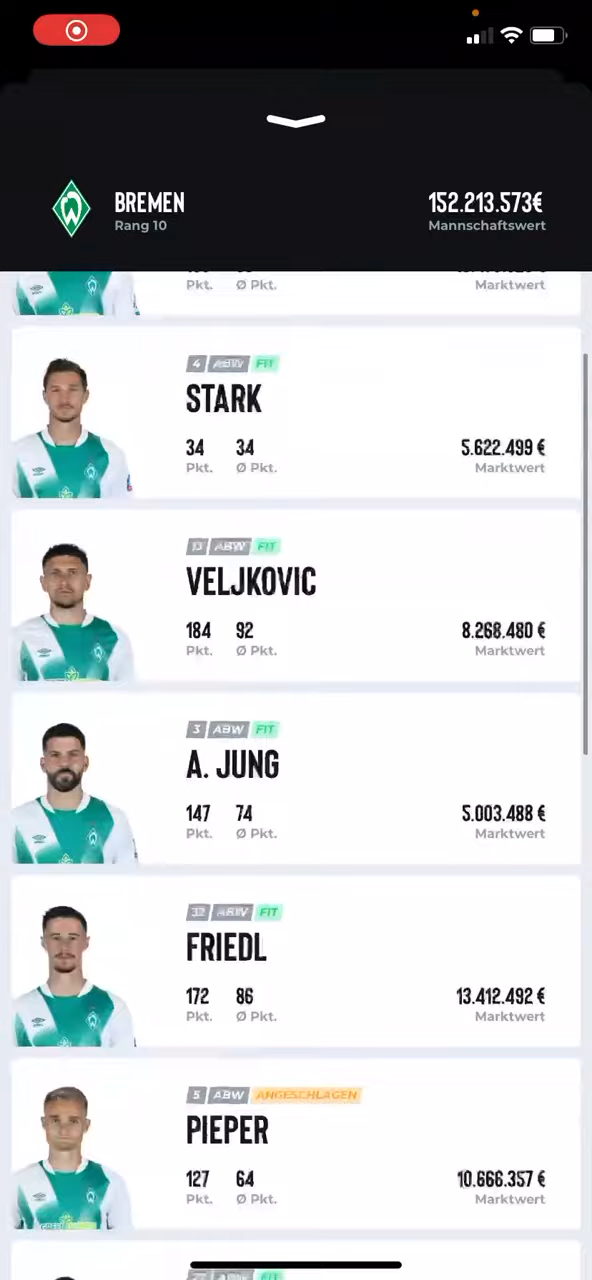 BREMEN
152.213.573€
Rang 10
Mannschaftswert
Pkt. Ø Pkt. Marktwert
4 ABW FIT
STARK
34 34 5.622.499 €
Pkt. Ø Pkt. Marktwert
13 ABW FIT
VELJKOVIC
184 92 8.268.480 €
Pkt. Ø Pkt. Marktwert
3 ABW FIT
A. JUNG
147 74 5.003.488 €
Pkt. Ø Pkt. Marktwert
32 ABW FIT
FRIEDL
172 86 13.412.492 €
Pkt. Ø Pkt. Marktwert
5 ABW ANGESCHLAGEN
PIEPER
127 64 10.666.357 €
Pkt. Ø Pkt. Marktwert